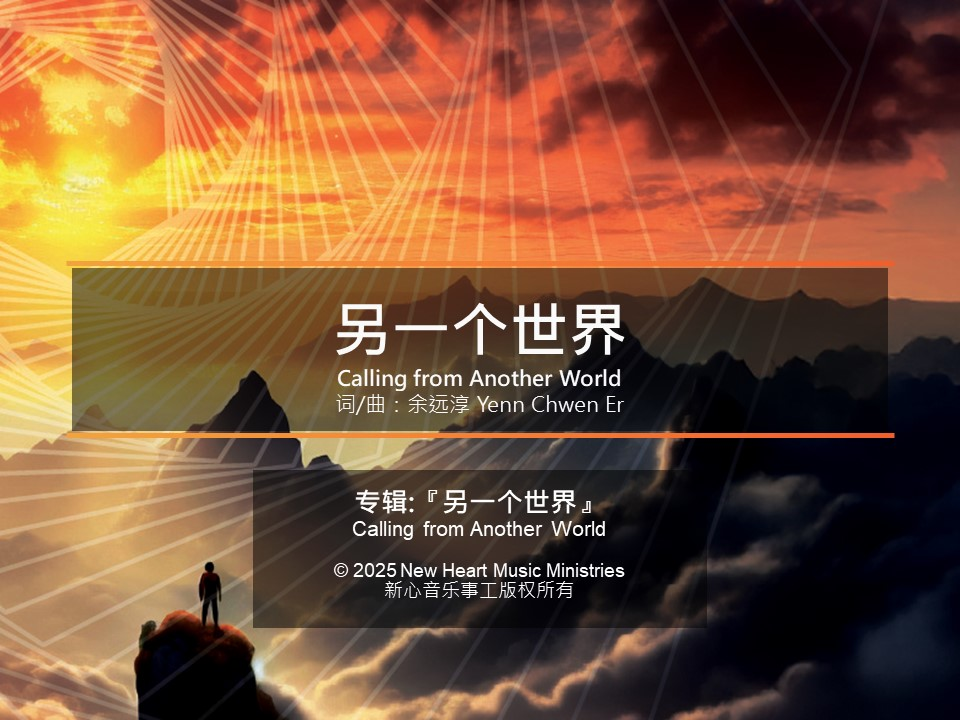 另一个世界
Calling from Another World
词/曲：余远淳 Yenn Chwen Er
专辑:『另一个世界』
Calling from Another World
© 2025 New Heart Music Ministries
新心音乐事工版权所有